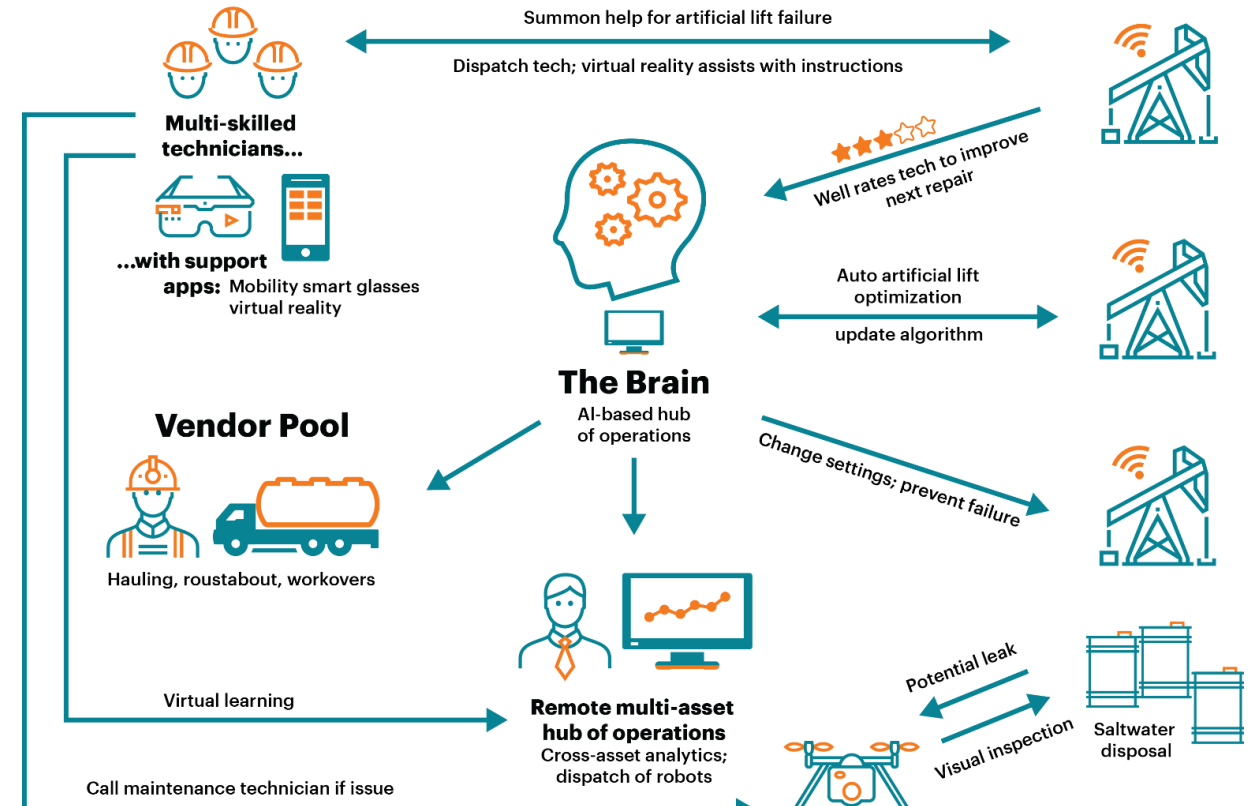 Summon help for artificial lift failure
Dispatch tech; virtual reality assists with instructions
Multi-skilled
technicians...
...with support
apps: Mobility smart glasses
virtual reality
Well rates tech to improve
next repair
Auto artificial lift
optimization
update algorithm
The Brain
AI-based hub
of operations
Change settings; prevent failure
Vendor Pool
Hauling, roustabout, workovers
Virtual learning
Remote multi-asset
hub of operations
Cross-asset analytics;
dispatch of robots
Potential leak
Visual inspection
Saltwater
disposal
Call maintenance technician if issue